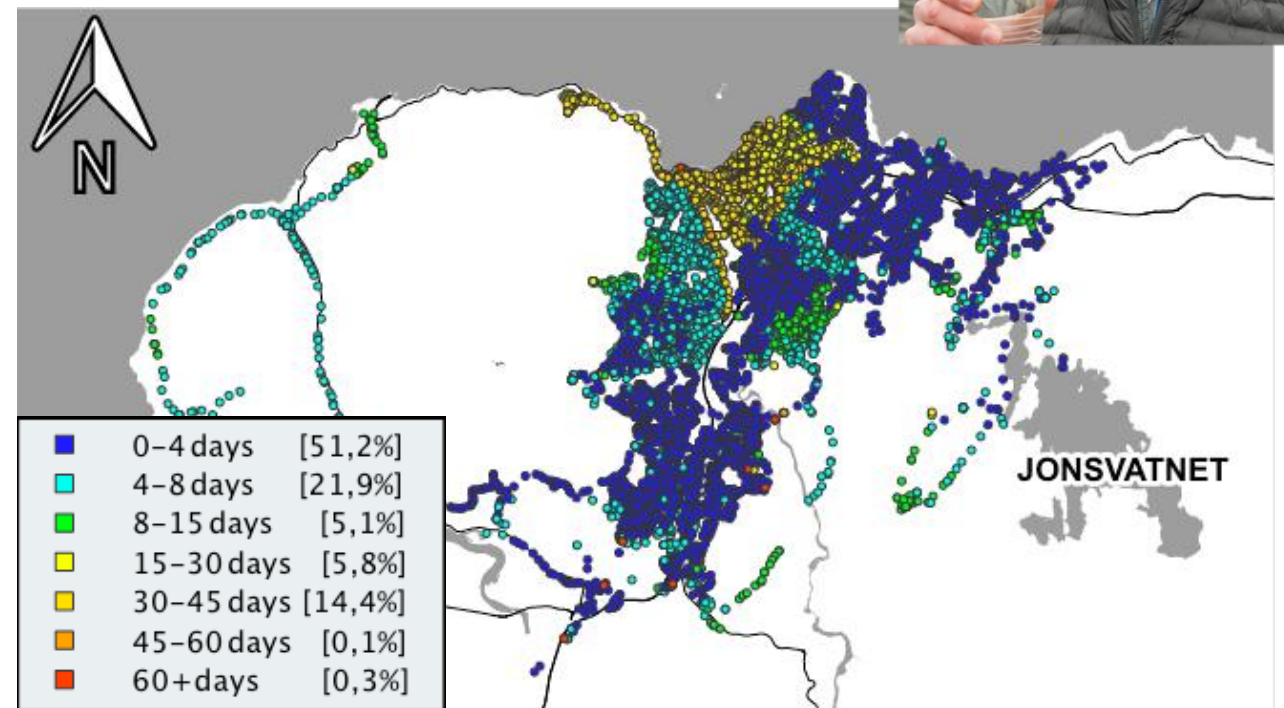 N
JONSVATNET
0–4 days [51,2%]
4–8 days [21,9%]
8–15 days [5,1%]
15–30 days [5,8%]
30–45 days [14,4%]
45–60 days [0,1%]
60+days [0,3%]